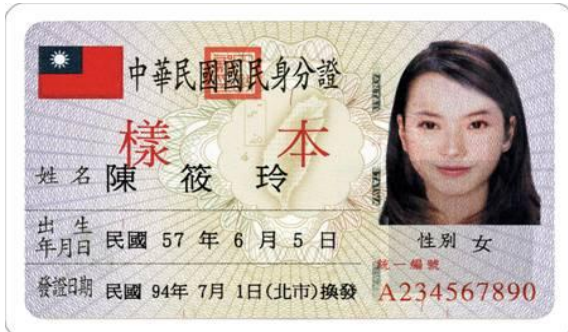 中華民國國民身分證
樣本
姓名 陳筱玲
出生年月日 民國 57 年 6 月 5 日
性別 女
發證日期 民國 94年 7月 1日(北市)換發
統一編號
A234567890